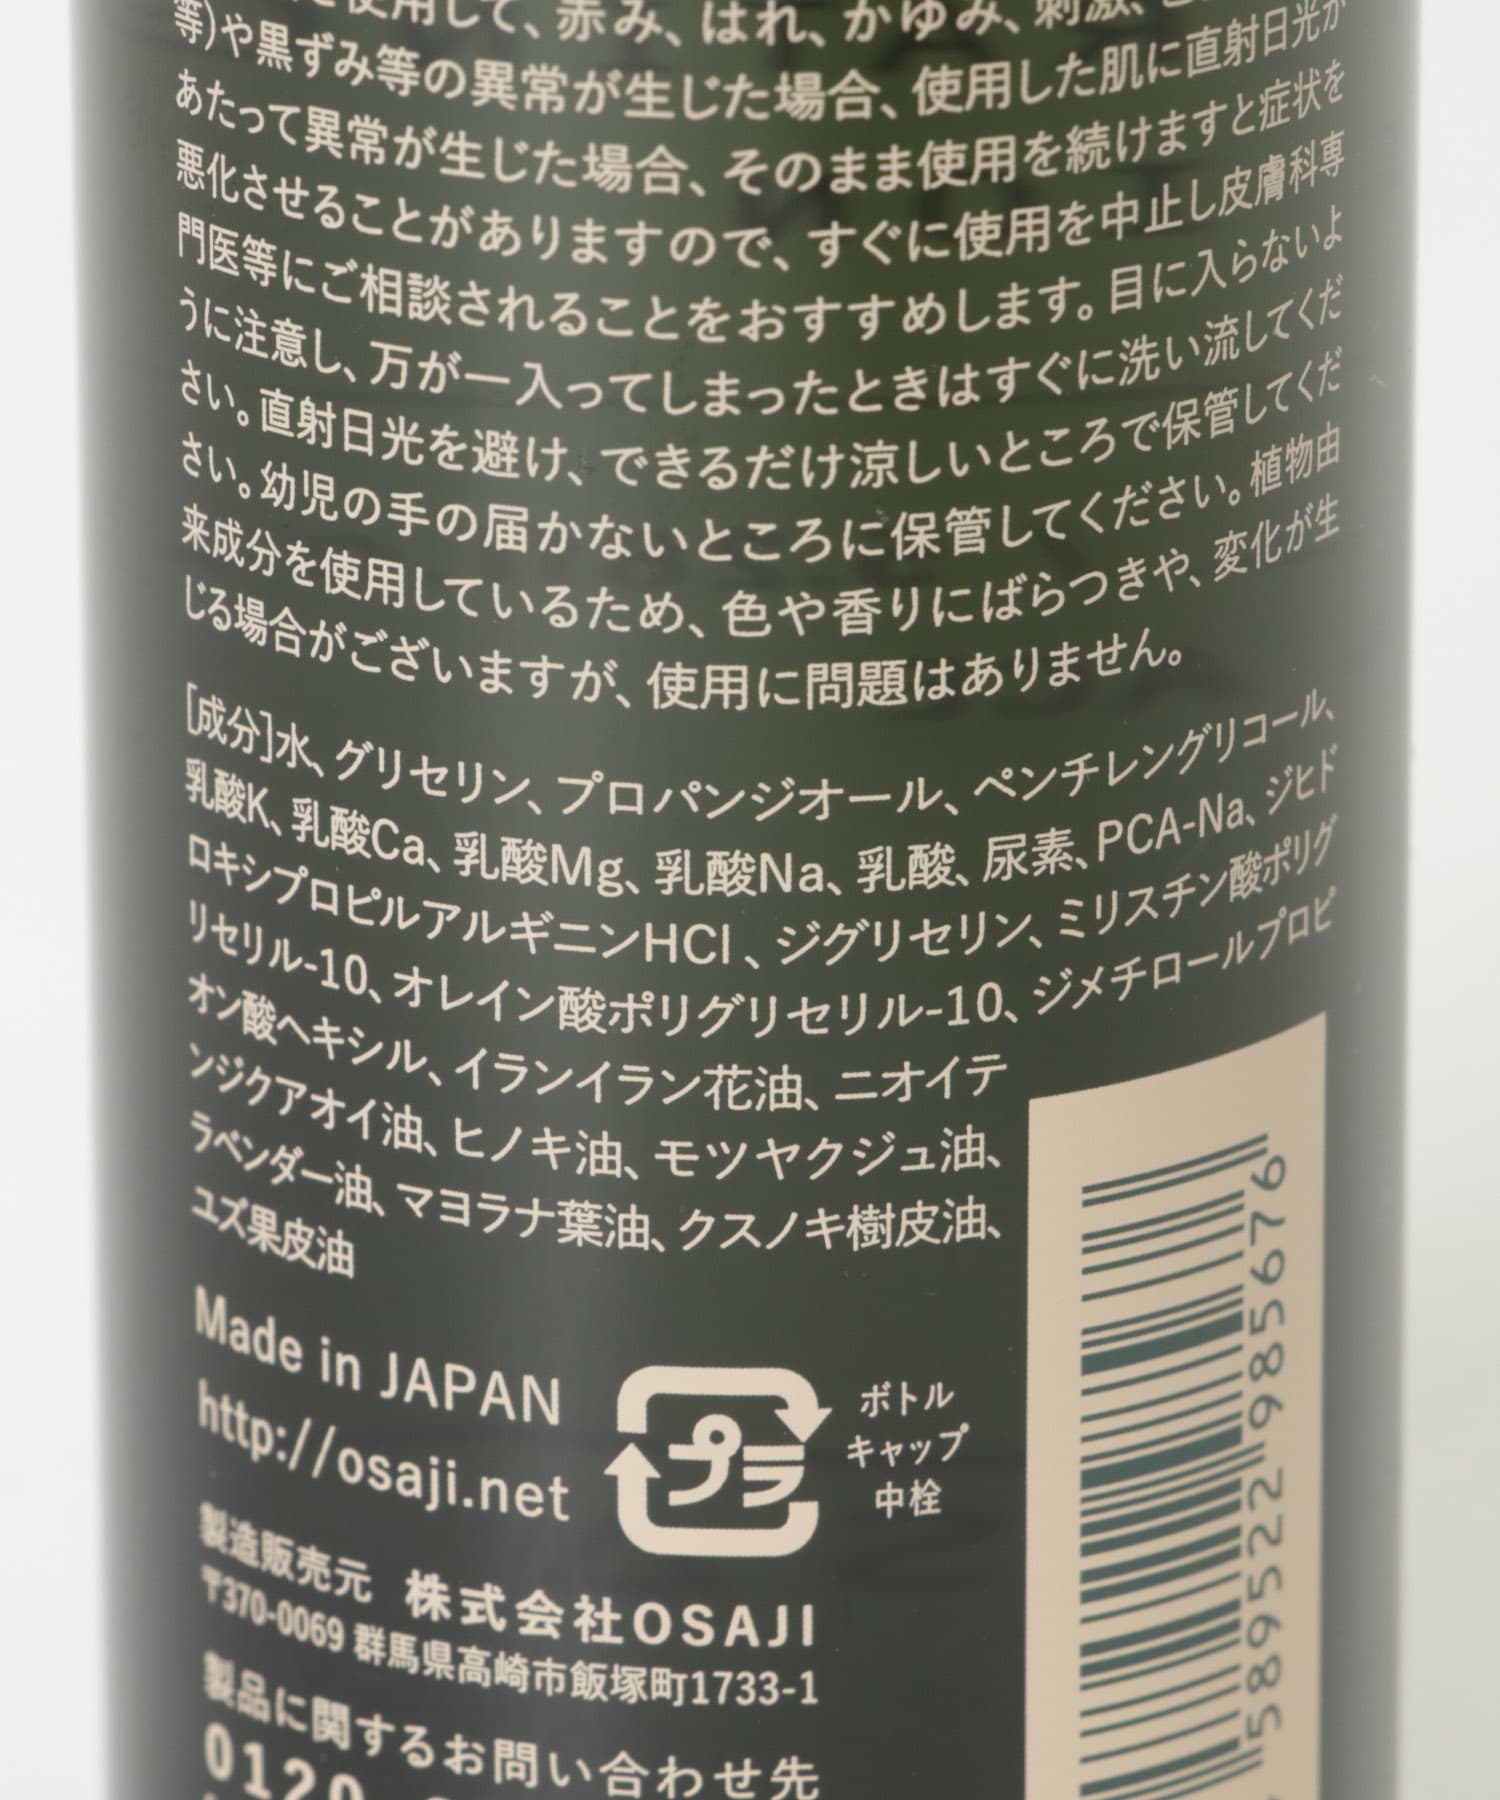 使用して、赤み、はれ、かゆみ、刺激、
等)や黒ずみ等の異常が生じた場合、使用した肌に直射日光が
あたって異常が生じた場合、そのまま使用を続けますと症状を
悪化させることがありますので、すぐに使用を中止し皮膚科専
門医等にご相談されることをおすすめします。目に入らないよ
うに注意し、万が一入ってしまったときはすぐに洗い流してくだ
さい。直射日光を避け、できるだけ涼しいところで保管してくだ
さい。幼児の手の届かないところに保管してください。植物由
来成分を使用しているため、色や香りにばらつきや、変化が生
じる場合がございますが、使用に問題はありません。
[成分]水、グリセリン、プロパンジオール、ペンチレングリコール、
乳酸K、乳酸Ca、乳酸Mg、乳酸Na、乳酸、尿素、PCA-Na、ジヒド
ロキシプロピルアルギニンHCl、ジグリセリン、ミリスチン酸ポリグ
リセリル-10、オレイン酸ポリグリセリル-10、ジメチロールプロピ
オン酸ヘキシル、イランイラン花油、ニオイテ
ンジクアオイ油、ヒノキ油、モツヤクジュ油、
ラベンダー油、マヨラナ葉油、クスノキ樹皮油、
ユズ果皮油
Made in JAPAN
http://osaji.net
プラ
ボトル
キャップ
中栓
製造販売元 株式会社OSAJI
〒370-0069 群馬県高崎市飯塚町1733-1
製品に関するお問い合わせ先
0120
589522 985676